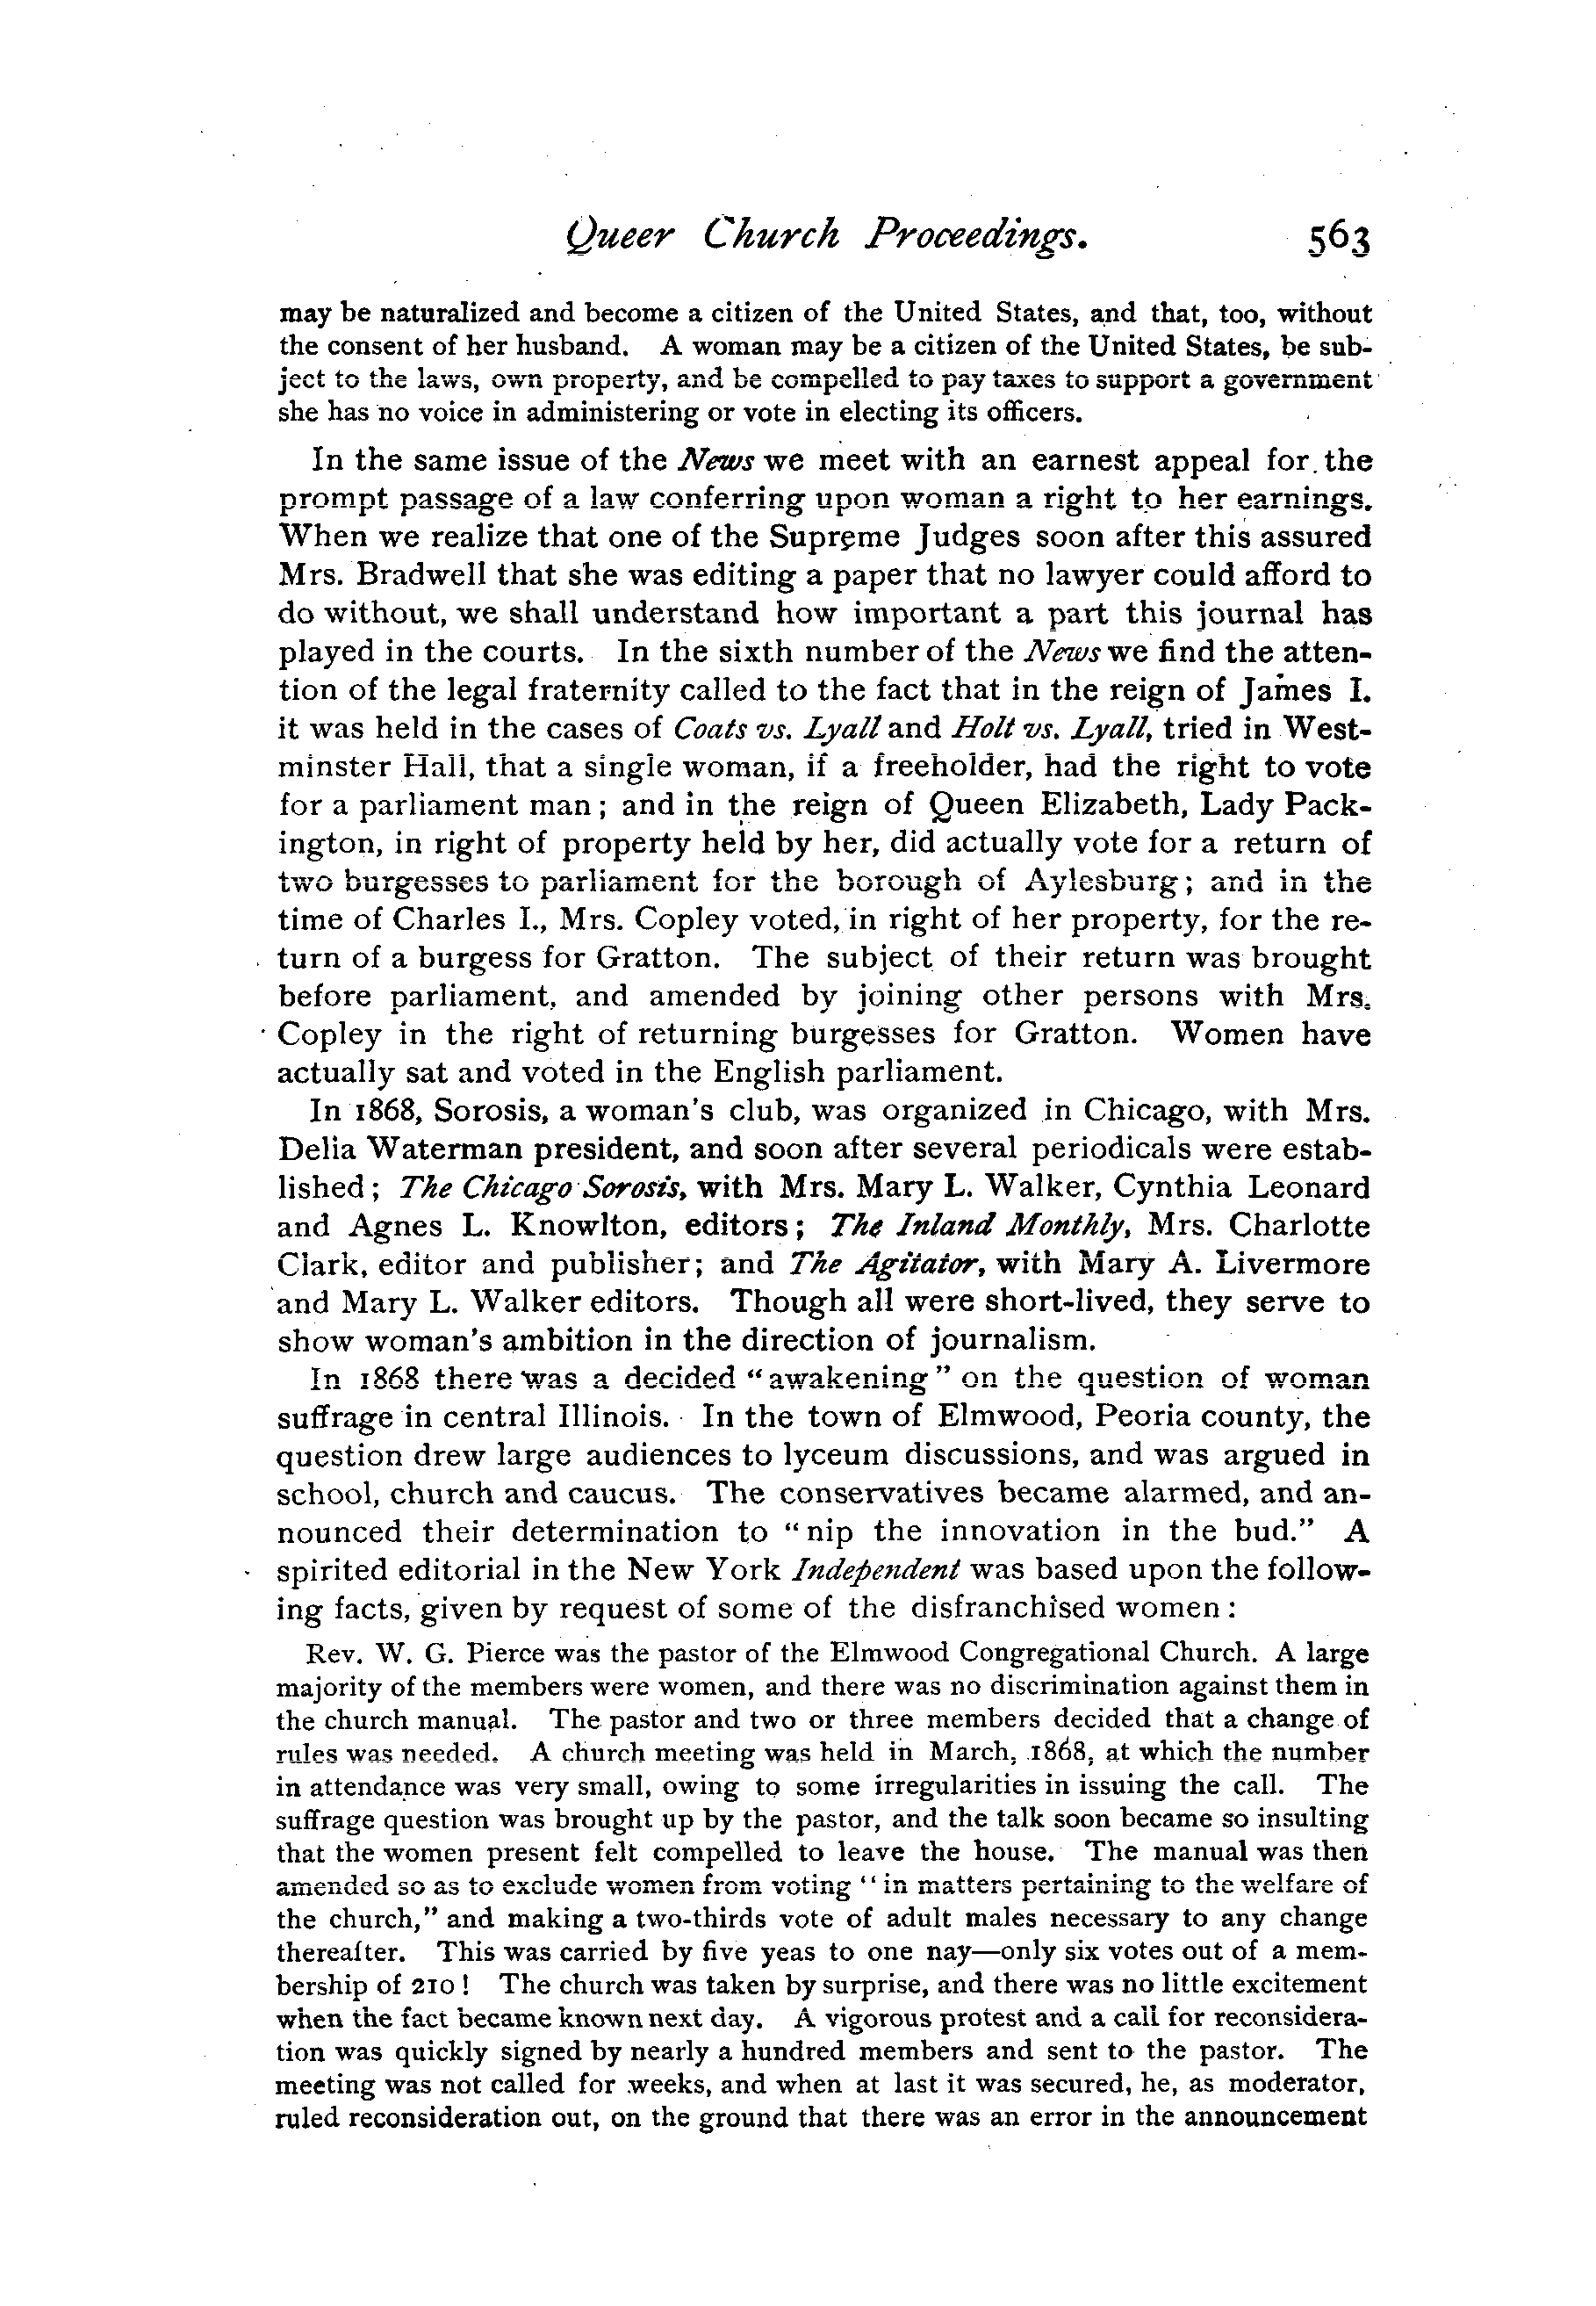 Queer Church Proceedings. 563
may be naturalized and become a citizen of the United States, and that, too, without
the consent of her husband. A woman may be a citizen of the United States, be sub-
ject to the laws, own property, and be compelled to pay taxes to support a government
she has no voice in administering or vote in electing its officers.
In the same issue of the News we meet with an earnest appeal for the
prompt passage of a law conferring upon woman a right to her earnings.
When we realize that one of the Supreme Judges soon after this assured
Mrs. Bradwell that she was editing a paper that no lawyer could afford to
do without, we shall understand how important a part this journal has
played in the courts. In the sixth number of the News we find the atten-
tion of the legal fraternity called to the fact that in the reign of James I.
it was held in the cases of Coats vs. Lyall and Holt vs. Lyall, tried in West-
minster Hall, that a single woman, if a freeholder, had the right to vote
for a parliament man; and in the reign of Queen Elizabeth, Lady Pack-
ington, in right of property held by her, did actually vote for a return of
two burgesses to parliament for the borough of Aylesburg; and in the
time of Charles I., Mrs. Copley voted, in right of her property, for the re-
turn of a burgess for Gratton. The subject of their return was brought
before parliament, and amended by joining other persons with Mrs.
Copley in the right of returning burgesses for Gratton. Women have
actually sat and voted in the English parliament.
In 1868, Sorosis, a woman's club, was organized in Chicago, with Mrs.
Delia Waterman president, and soon after several periodicals were estab-
lished; The Chicago Sorosis, with Mrs. Mary L. Walker, Cynthia Leonard
and Agnes L. Knowlton, editors; The Inland Monthly, Mrs. Charlotte
Clark, editor and publisher; and The Agitator, with Mary A. Livermore
and Mary L. Walker editors. Though all were short-lived, they serve to
show woman's ambition in the direction of journalism.
In 1868 there was a decided "awakening" on the question of woman
suffrage in central Illinois. In the town of Elmwood, Peoria county, the
question drew large audiences to lyceum discussions, and was argued in
school, church and caucus. The conservatives became alarmed, and an-
nounced their determination to "nip the innovation in the bud." A
spirited editorial in the New York Independent was based upon the follow-
ing facts, given by request of some of the disfranchised women:
Rev. W. G. Pierce was the pastor of the Elmwood Congregational Church. A large
majority of the members were women, and there was no discrimination against them in
the church manual. The pastor and two or three members decided that a change of
rules was needed. A church meeting was held in March, 1868, at which the number
in attendance was very small, owing to some irregularities in issuing the call. The
suffrage question was brought up by the pastor, and the talk soon became so insulting
that the women present felt compelled to leave the house. The manual was then
amended so as to exclude women from voting "in matters pertaining to the welfare of
the church," and making a two-thirds vote of adult males necessary to any change
thereafter. This was carried by five yeas to one nay—only six votes out of a mem-
bership of 210! The church was taken by surprise, and there was no little excitement
when the fact became known next day. A vigorous protest and a call for reconsidera-
tion was quickly signed by nearly a hundred members and sent to the pastor. The
meeting was not called for weeks, and when at last it was secured, he, as moderator,
ruled reconsideration out, on the ground that there was an error in the announcement